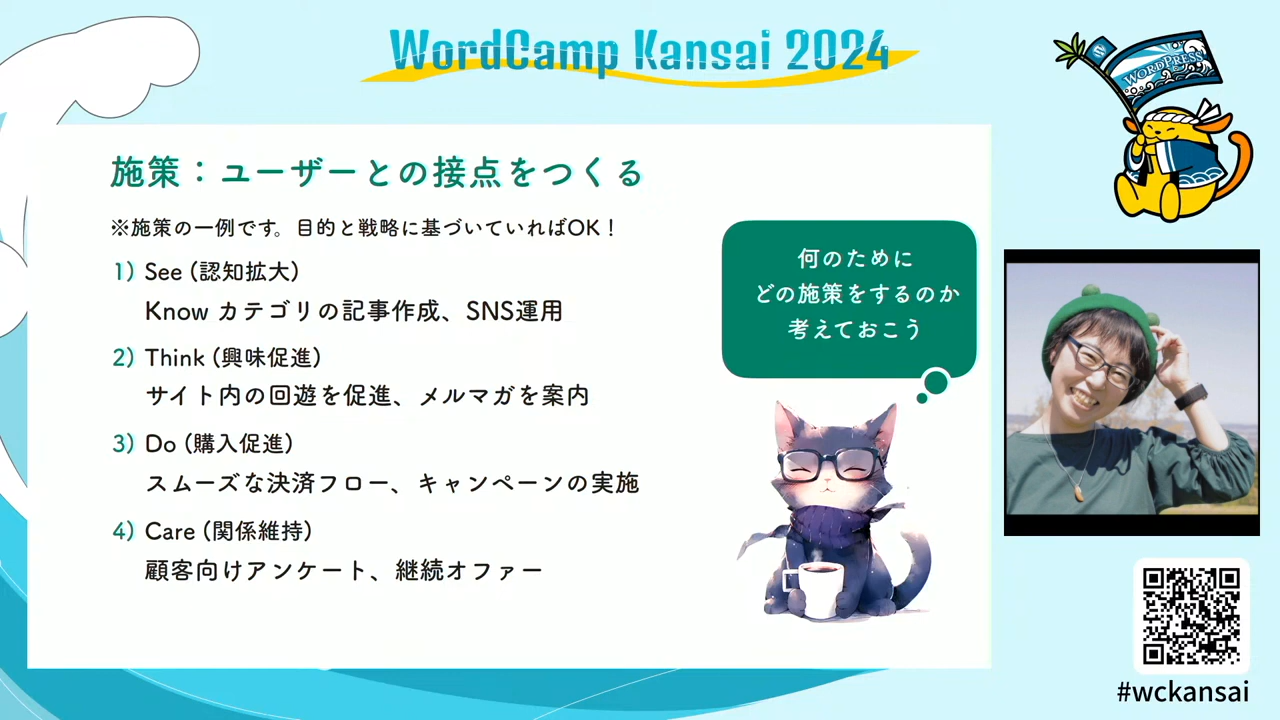 WordCamp Kansai 2024
WORDPRESS
施策：ユーザーとの接点をつくる
※施策の一例です。目的と戦略に基づいていればOK！
1) See (認知拡大)
Know カテゴリの記事作成、SNS運用
2) Think (興味促進)
サイト内の回遊を促進、メルマガを案内
3) Do (購入促進)
スムーズな決済フロー、キャンペーンの実施
4) Care (関係維持)
顧客向けアンケート、継続オファー
何のために
どの施策をするのか
考えておこう
#wckansai